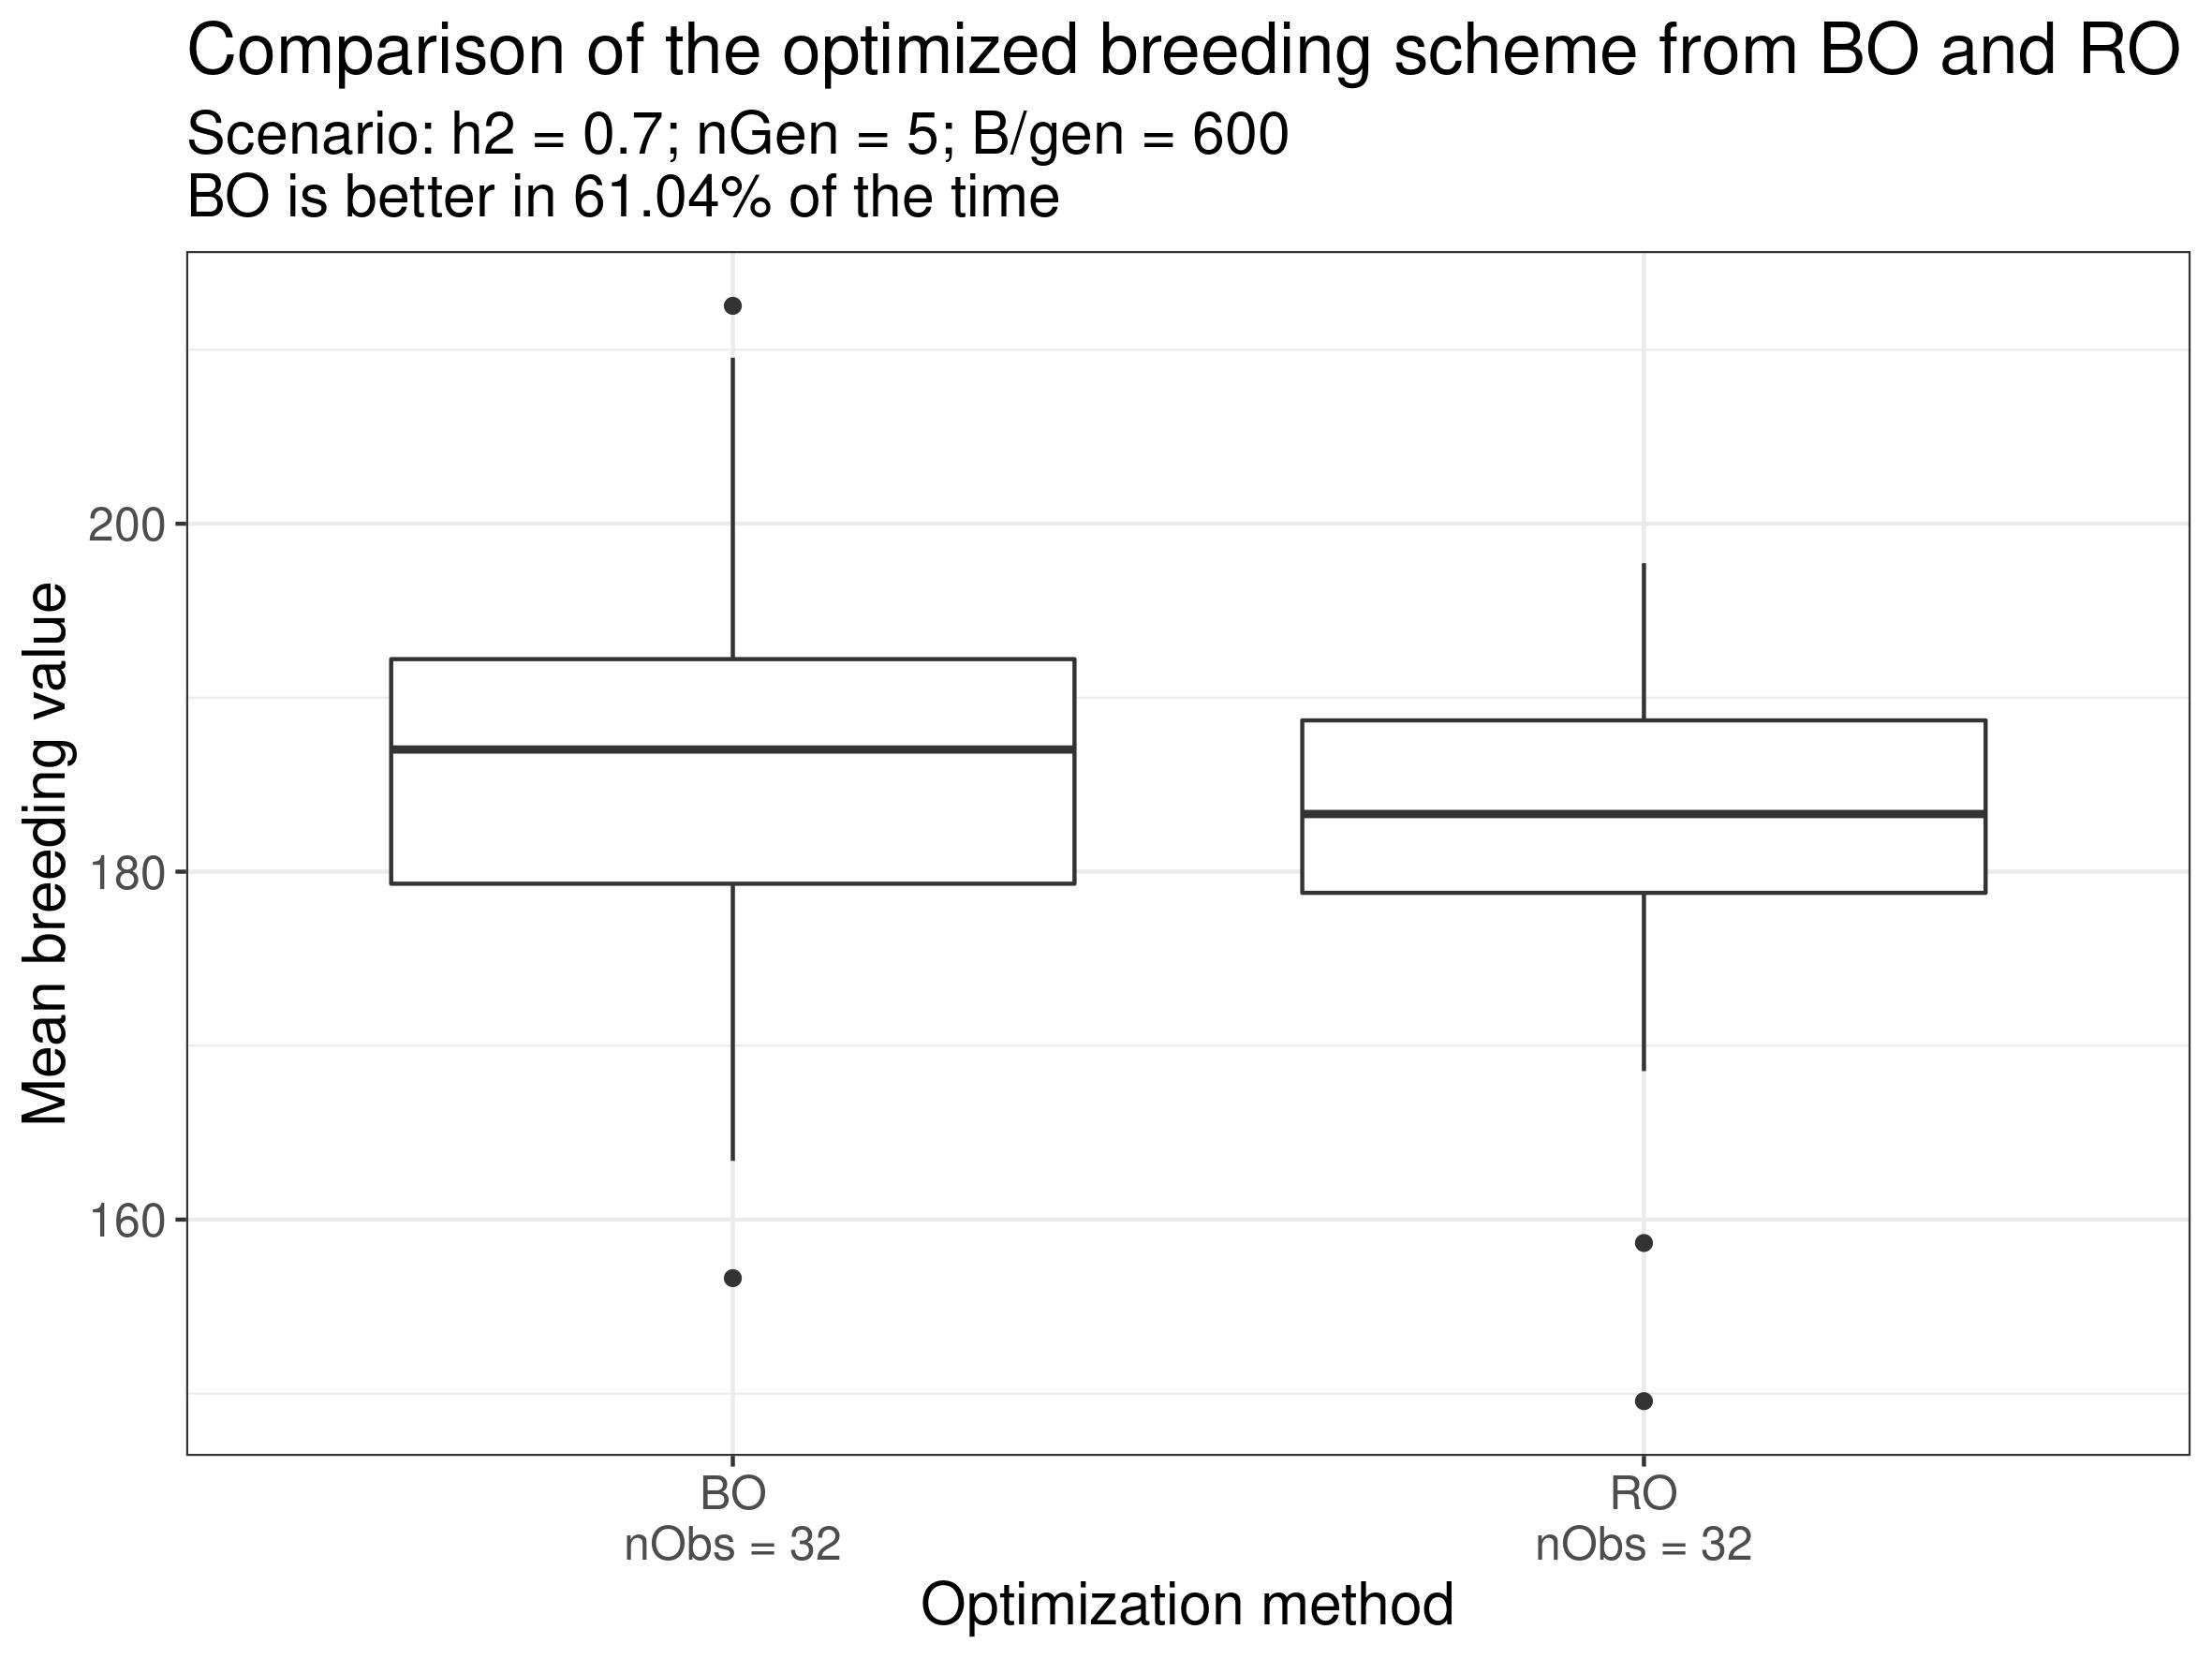 Comparison of the optimized breeding scheme from BO and RO
Scenario: h2 = 0.7; nGen = 5; B/gen = 600
BO is better in 61.04% of the time
Mean breeding value
200
180
160
BO
nObs = 32
RO
nObs = 32
Optimization method